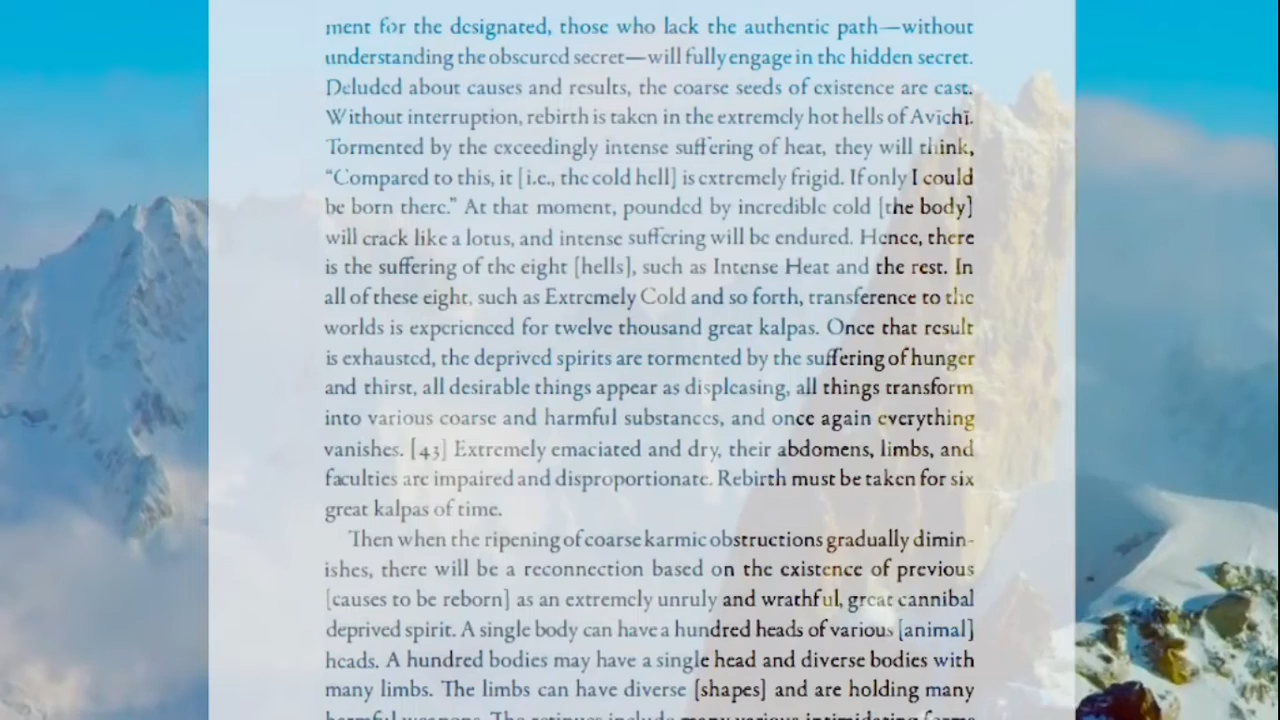 ment for the designated, those who lack the authentic path—without
understanding the obscured secret—will fully engage in the hidden secret.
Deluded about causes and results, the coarse seeds of existence are cast.
Without interruption, rebirth is taken in the extremely hot hells of Avīchī.
Tormented by the exceedingly intense suffering of heat, they will think,
“Compared to this, it [i.e., the cold hell] is extremely frigid. If only I could
be born there.” At that moment, pounded by incredible cold [the body]
will crack like a lotus, and intense suffering will be endured. Hence, there
is the suffering of the eight [hells], such as Intense Heat and the rest. In
all of these eight, such as Extremely Cold and so forth, transference to the
worlds is experienced for twelve thousand great kalpas. Once that result
is exhausted, the deprived spirits are tormented by the suffering of hunger
and thirst, all desirable things appear as displeasing, all things transform
into various coarse and harmful substances, and once again everything
vanishes. [43] Extremely emaciated and dry, their abdomens, limbs, and
faculties are impaired and disproportionate. Rebirth must be taken for six
great kalpas of time.
Then when the ripening of coarse karmic obstructions gradually dimin-
ishes, there will be a reconnection based on the existence of previous
[causes to be reborn] as an extremely unruly and wrathful, great cannibal
deprived spirit. A single body can have a hundred heads of various [animal]
heads. A hundred bodies may have a single head and diverse bodies with
many limbs. The limbs can have diverse [shapes] and are holding many
harmful weapons. The retinues include many various intimidating forms